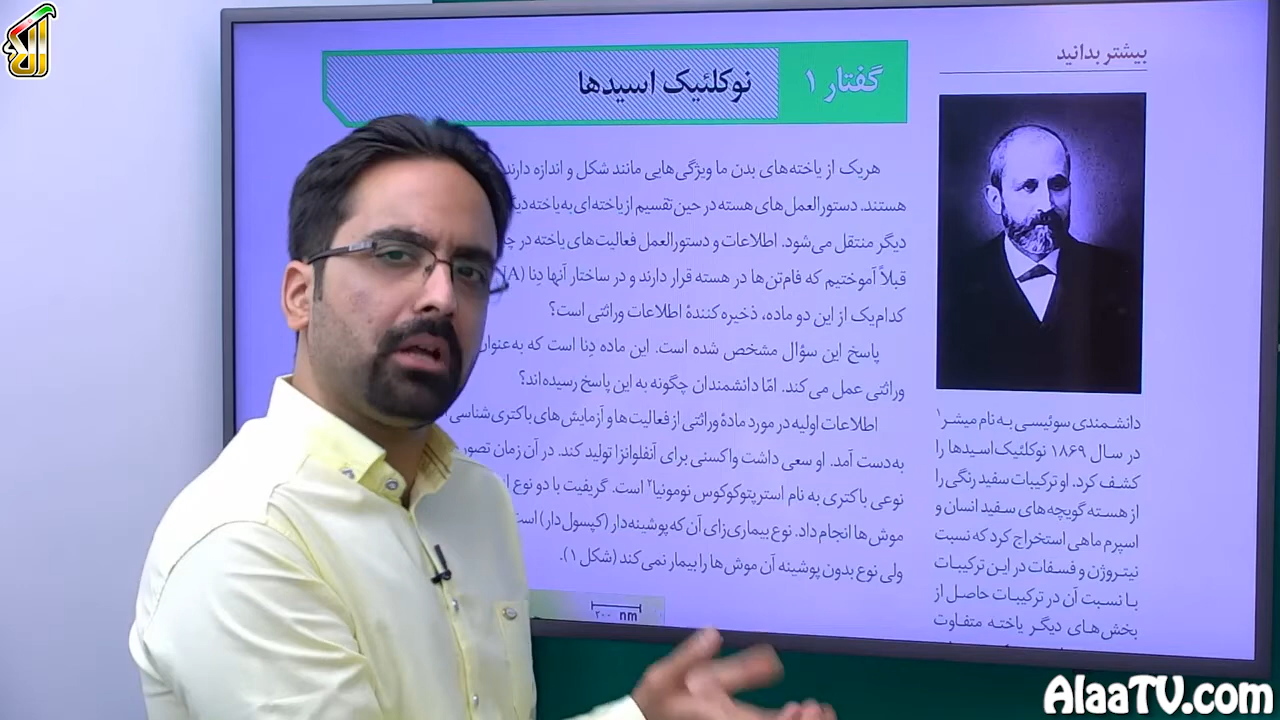 گفتار ۱
نوکلئیک اسیدها
هریک از یاخته‌های بدن ما ویژگی‌هایی مانند شکل و اندازه دارند
هستند. دستورالعمل‌های هسته در حین تقسیم از یاخته‌ای به یاخته
دیگر منتقل می‌شود. اطلاعات و دستورالعمل فعالیت‌های یاخته در
قبلاً آموختیم که فام‌تن‌ها در هسته قرار دارند و در ساختار آنها دِنا
کدام‌یک از این دو ماده، ذخیره کنندهٔ اطلاعات وراثتی است؟
پاسخ این سؤال مشخص شده است. این ماده دِنا است که به‌عنوان
وراثتی عمل می‌کند. امّا دانشمندان چگونه به این پاسخ رسیده‌اند؟
اطلاعات اولیه در مورد مادهٔ وراثتی از فعالیت‌ها و آزمایش‌های باکتری‌شناسی
به‌دست آمد. او سعی داشت واکسنی برای آنفلوانزا تولید کند. در آن زمان تصور
نوعی باکتری به نام استرپتوکوکوس نومونیا۲ است. گریفیت با دو نوع
موش‌ها انجام داد. نوع بیماری‌زای آن که پوشینه‌دار (کپسول‌دار) است
ولی نوع بدون پوشینه آن موش‌ها را بیمار نمی‌کند (شکل ۱).
۲۰۰ nm
بیشتر بدانید
دانشمندی سوئیسی به نام میشر۱
در سال ۱۸۶۹ نوکلئیک‌اسیدها را
کشف کرد. او ترکیبات سفید رنگی را
از هسته گویچه‌های سفید انسان و
اسپرم ماهی استخراج کرد که نسبت
نیتروژن و فسفات در این ترکیبات
با نسبت آن در ترکیبات حاصل از
بخش‌های دیگر یاخته متفاوت
AlaaTV.com